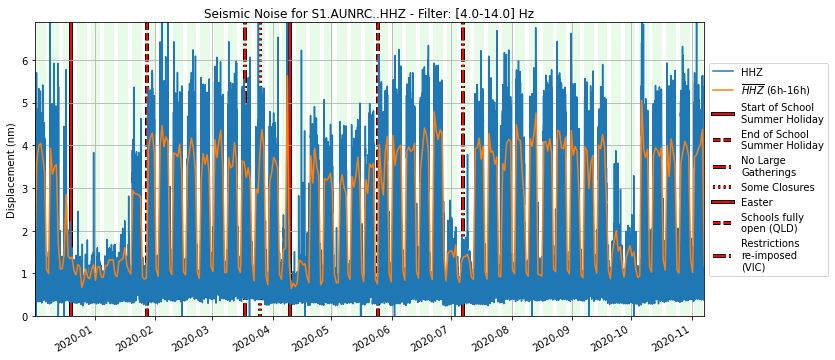 Seismic Noise for S1.AUNRC..HHZ - Filter: [4.0-14.0] Hz
Displacement (nm)
6
5
4
3
2
1
0
2020-01
2020-02
2020-03
2020-04
2020-05
2020-06
2020-07
2020-08
2020-09
2020-10
2020-11
HHZ
HHZ (6h-16h)
Start of School
Summer Holiday
End of School
Summer Holiday
No Large
Gatherings
Some Closures
Easter
Schools fully
open (QLD)
Restrictions
re-imposed
(VIC)